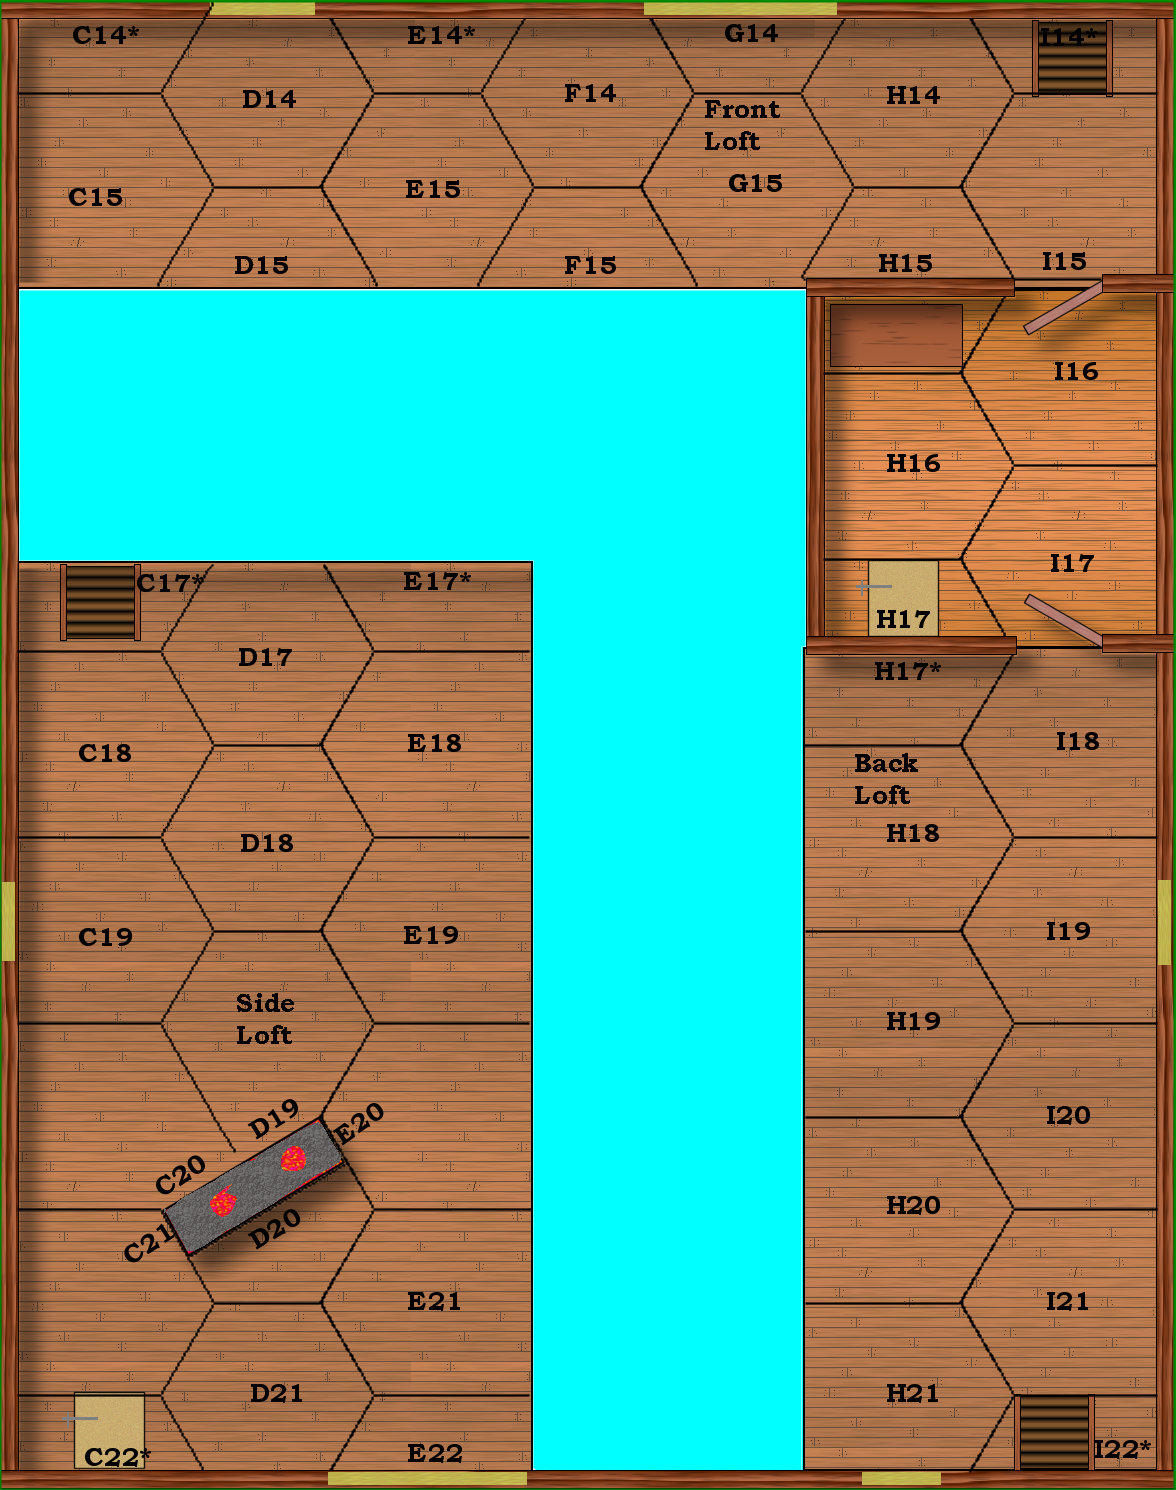 C14*
E14*
G14
I14*
D14
F14
H14
Front
Loft
C15
E15
G15
D15
F15
H15
I15
I16
H16
I17
H17
C17*
E17*
D17
H17*
C18
E18
I18
Back
Loft
D18
H18
C19
E19
I19
Side
Loft
H19
D19
E20
I20
C20
C21
D20
H20
E21
I21
D21
H21
C22*
E22
I22*